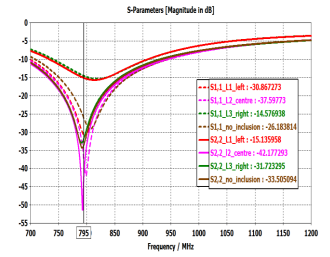 S-Parameters [Magnitude in dB]
0
-5
-10
-15
-20
-25
-30
-35
-40
-45
-50
-55
S1,1_L1_left : -30.867273
S1,1_l2_centre : -37.59773
S1,1_L3_right : -14.576938
S1,1_no_inclusion : -26.183814
S2,2_L1_left : -15.135958
S2,2_l2_centre : -42.177293
S2,2_L3_right : -31.723295
S2,2_no_inclusion : -33.505094
700 750 795 850 900 950 1000 1050 1100 1150 1200
Frequency / MHz